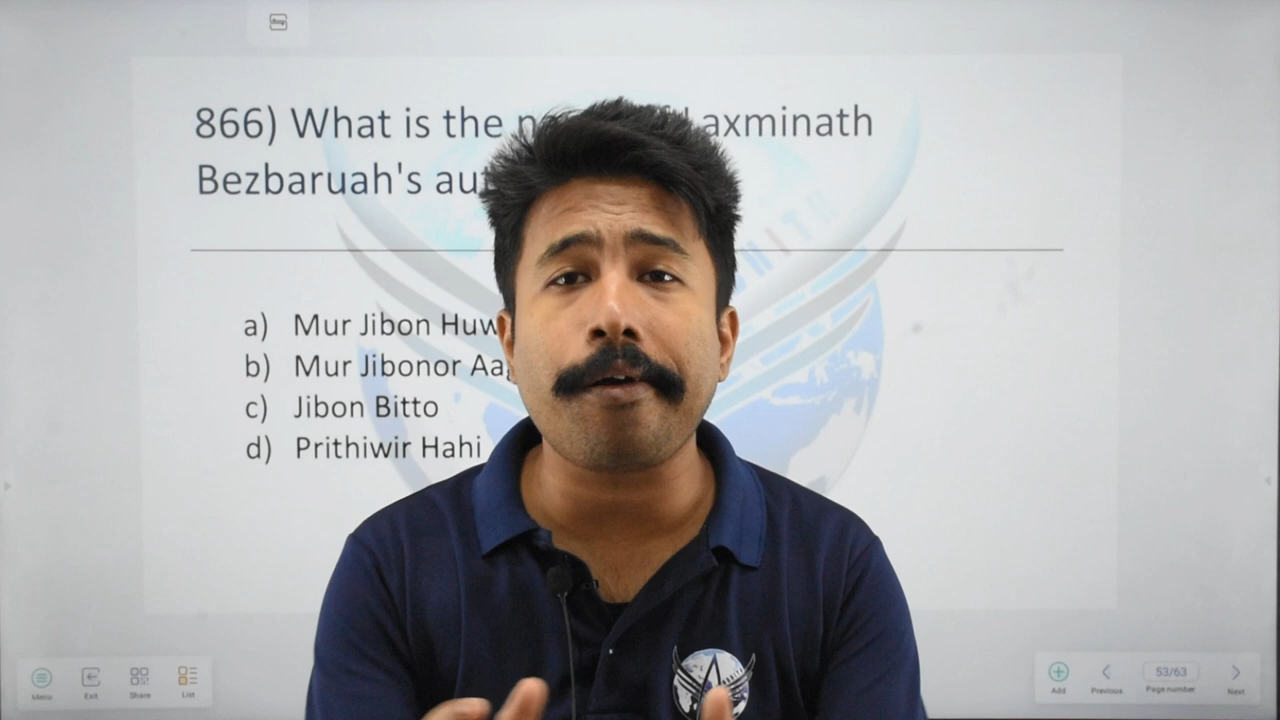 866) What is the axminath
Bezbaruah's au
a) Mur Jibon Huw
b) Mur Jibonor Aa
c) Jibon Bitto
d) Prithiwir Hahi
Menu
Exit
Share
List
Add
Previous
53/63
Page number
Next